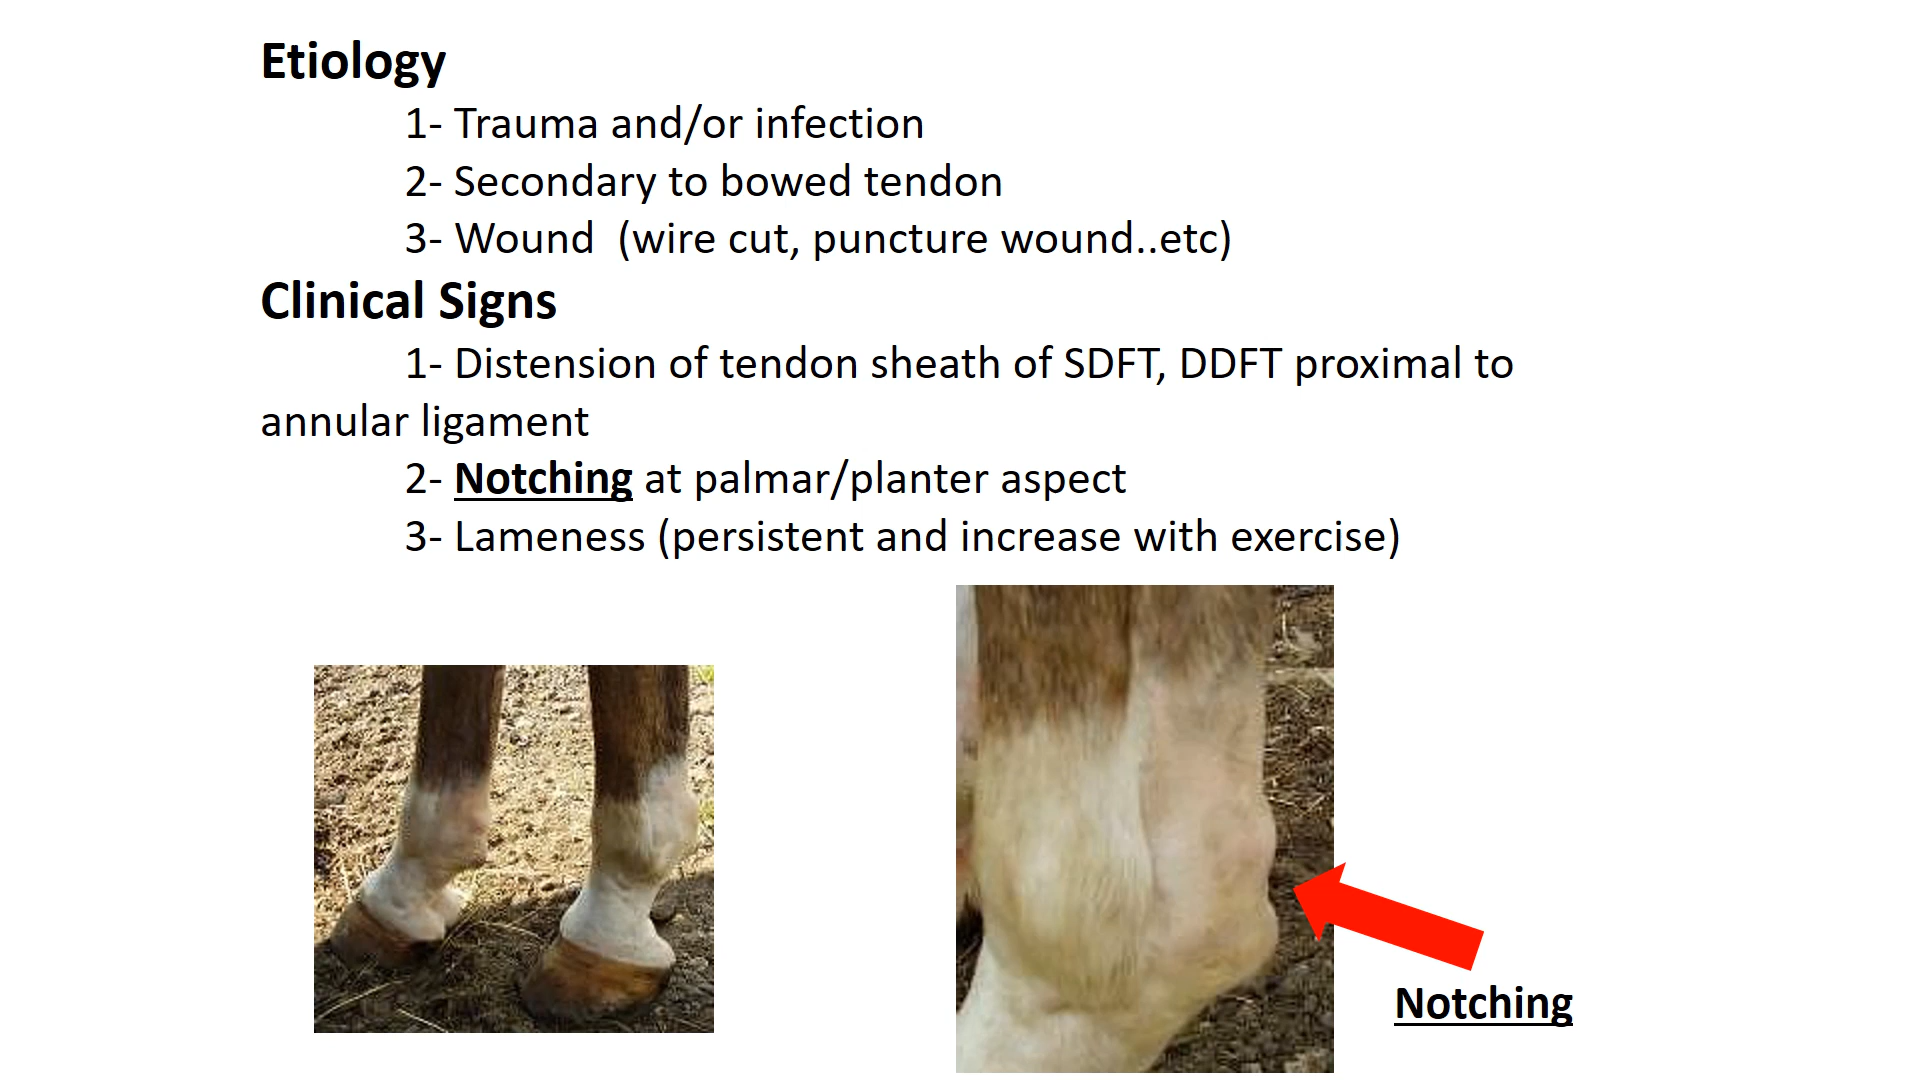 Etiology
1- Trauma and/or infection
2- Secondary to bowed tendon
3- Wound  (wire cut, puncture wound..etc)
Clinical Signs
1- Distension of tendon sheath of SDFT, DDFT proximal to
annular ligament
2- Notching at palmar/planter aspect
3- Lameness (persistent and increase with exercise)
Notching